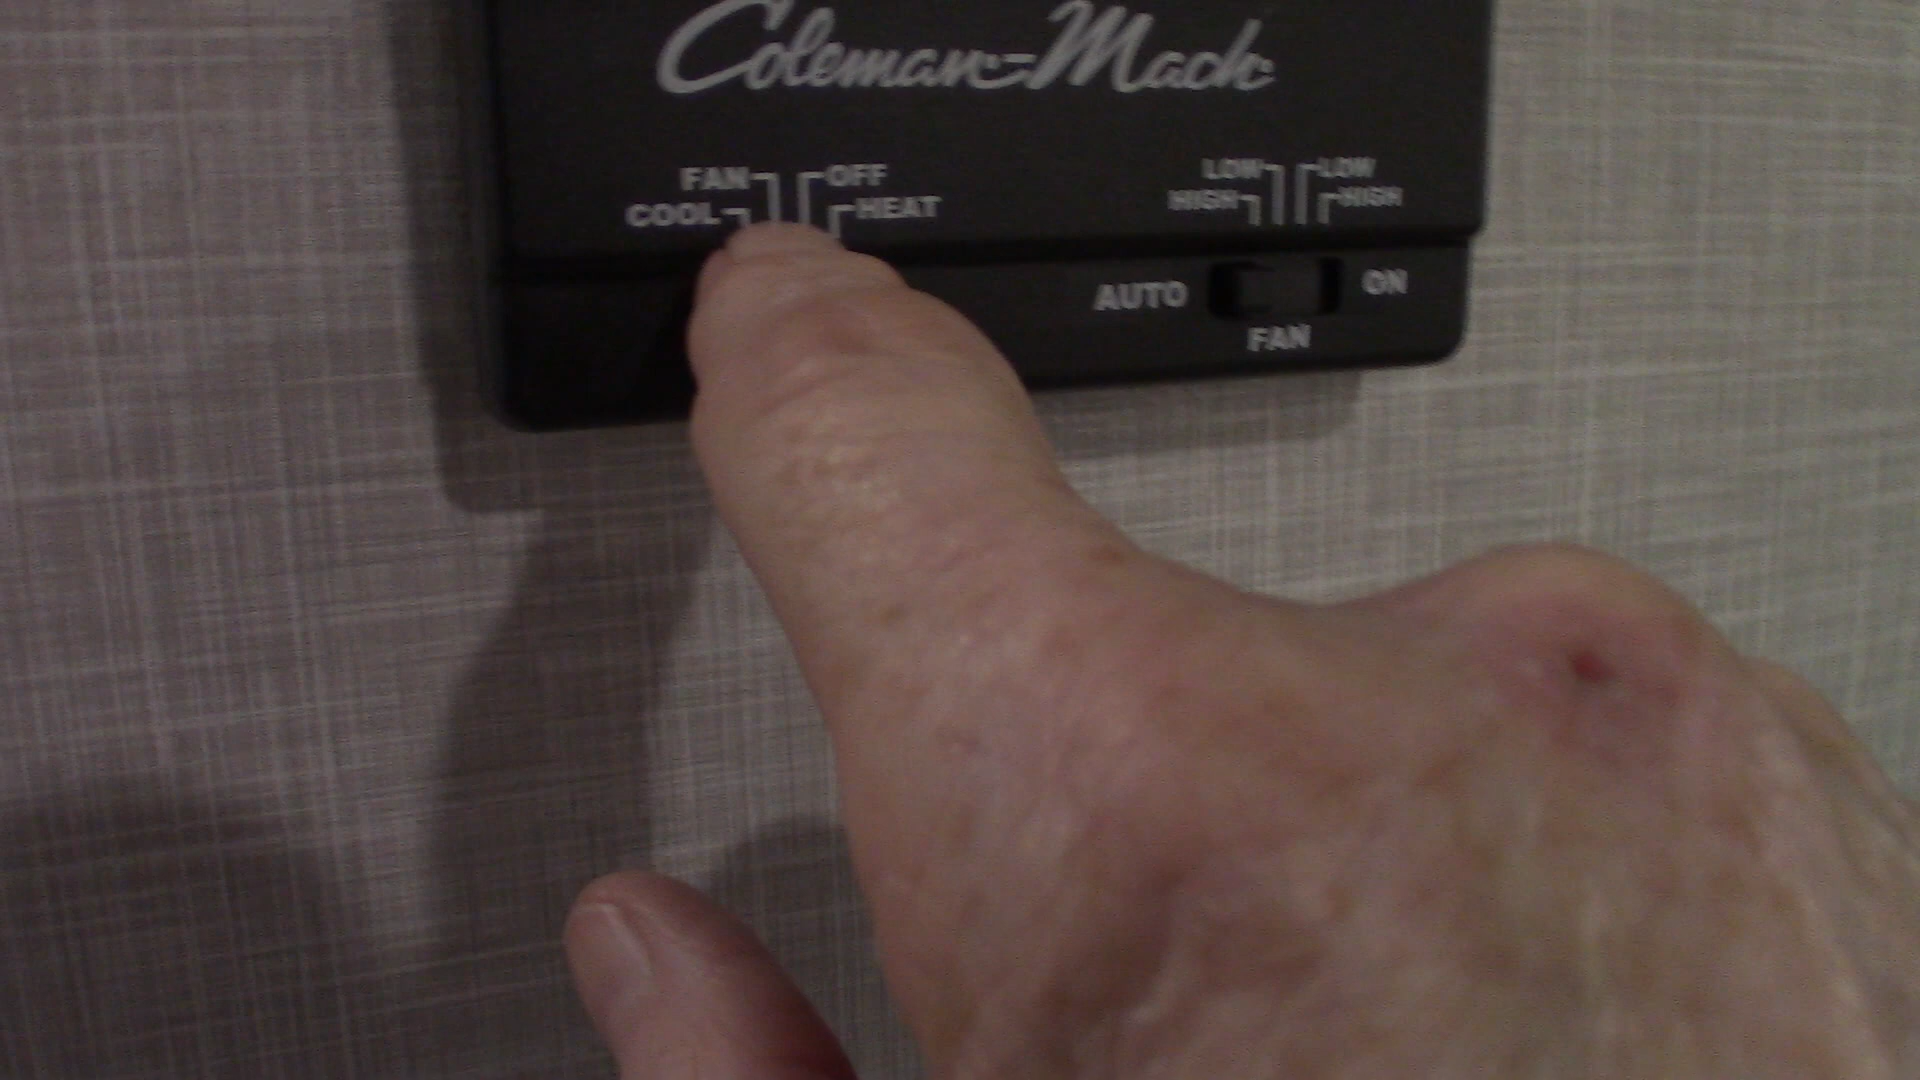 Coleman-Mach
FAN OFF LOW LOW
COOL HEAT HIGH HIGH
AUTO ON
FAN